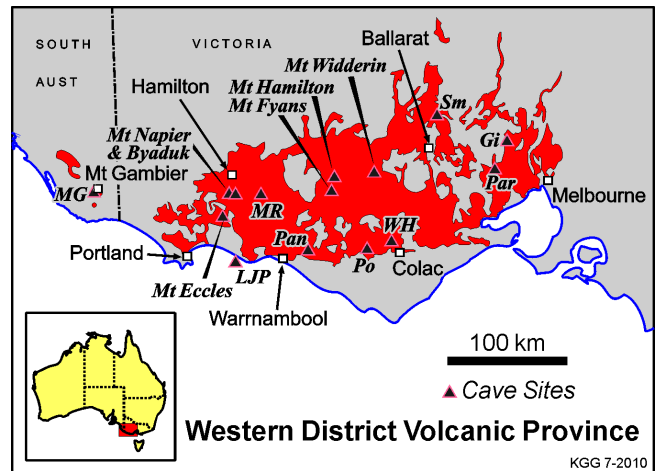 SOUTH
AUST
VICTORIA
Ballarat
Mt Widderin
Hamilton
Mt Hamilton
Mt Fyans
Sm
Mt Napier
& Byaduk
Gi
Mt Gambier
MG
Par
Melbourne
MR
WH
Pan
Po
Portland
Colac
LJP
Mt Eccles
Warrnambool
100 km
Cave Sites
Western District Volcanic Province
KGG 7-2010